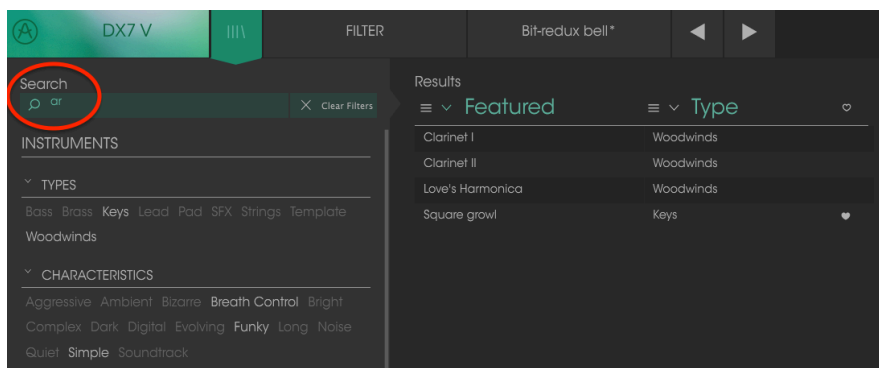 DX7 V
FILTER
Bit-redux bell*
Search
ar
Clear Filters
INSTRUMENTS
TYPES
Bass Brass Keys Lead Pad SFX Strings Template
Woodwinds
CHARACTERISTICS
Aggressive Ambient Bizarre Breath Control Bright
Complex Dark Digital Evolving Funky Long Noise
Quiet Simple Soundtrack
Results
Featured Type
Clarinet I Woodwinds
Clarinet II Woodwinds
Love's Harmonica Woodwinds
Square growl Keys